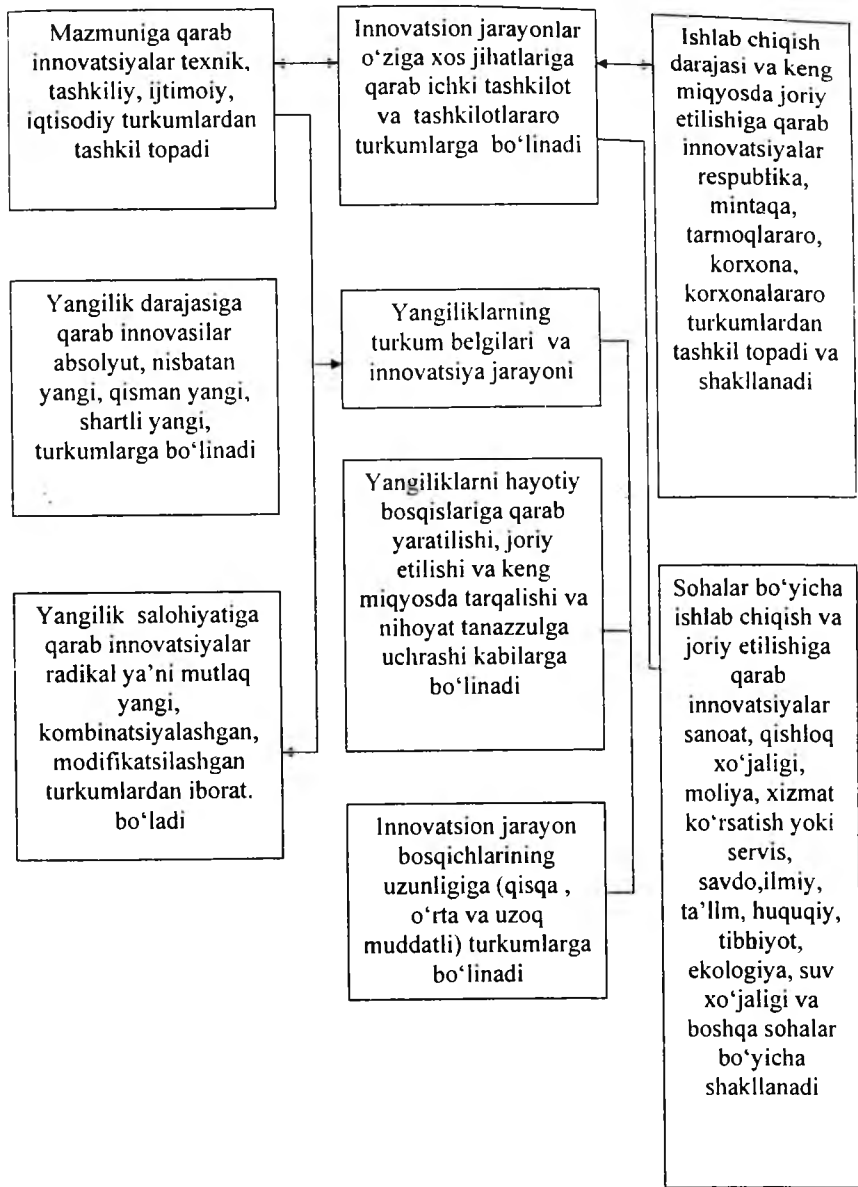 Mazmuniga qarab
innovatsiyalar texnik,
tashkiliy, ijtimoiy,
iqtisodiy turkumlardan
tashkil topadi
Innovatsion jarayonlar
o‘ziga xos jihatlariga
qarab ichki tashkilot
va tashkilotlararo
turkumlarga bo‘linadi
Ishlab chiqish
darajasi va keng
miqyosda joriy
etilishiga qarab
innovatsiyalar
respublika,
mintaqa,
tarmoqlararo,
korxona,
korxonalararo
turkumlardan
tashkil topadi va
shakllanadi
Yangilik darajasiga
qarab innovasilar
absolyut, nisbatan
yangi, qisman yangi,
shartli yangi,
turkumlarga bo‘linadi
Yangiliklarning
turkum belgilari va
innovatsiya jarayoni
Yangiliklarni hayotiy
bosqislariga qarab
yaratilishi, joriy
etilishi va keng
miqyosda tarqalishi va
nihoyat tanazzulga
uchrashi kabilarga
bo‘linadi
Yangilik salohiyatiga
qarab innovatsiyalar
radikal ya’ni mutlaq
yangi,
kombinatsiyalashgan,
modifikatsilashgan
turkumlardan iborat.
bo‘ladi
Innovatsion jarayon
bosqichlarining
uzunligiga (qisqa ,
o‘rta va uzoq
muddatli) turkumlarga
bo‘linadi
Sohalar bo‘yicha
ishlab chiqish va
joriy etilishiga
qarab
innovatsiyalar
sanoat, qishloq
xo‘jaligi,
moliya, xizmat
ko‘rsatish yoki
servis,
savdo,ilmiy,
ta’lim, huquqiy,
tibbiyot,
ekologiya, suv
xo‘jaligi va
boshqa sohalar
bo‘yicha
shakllanadi